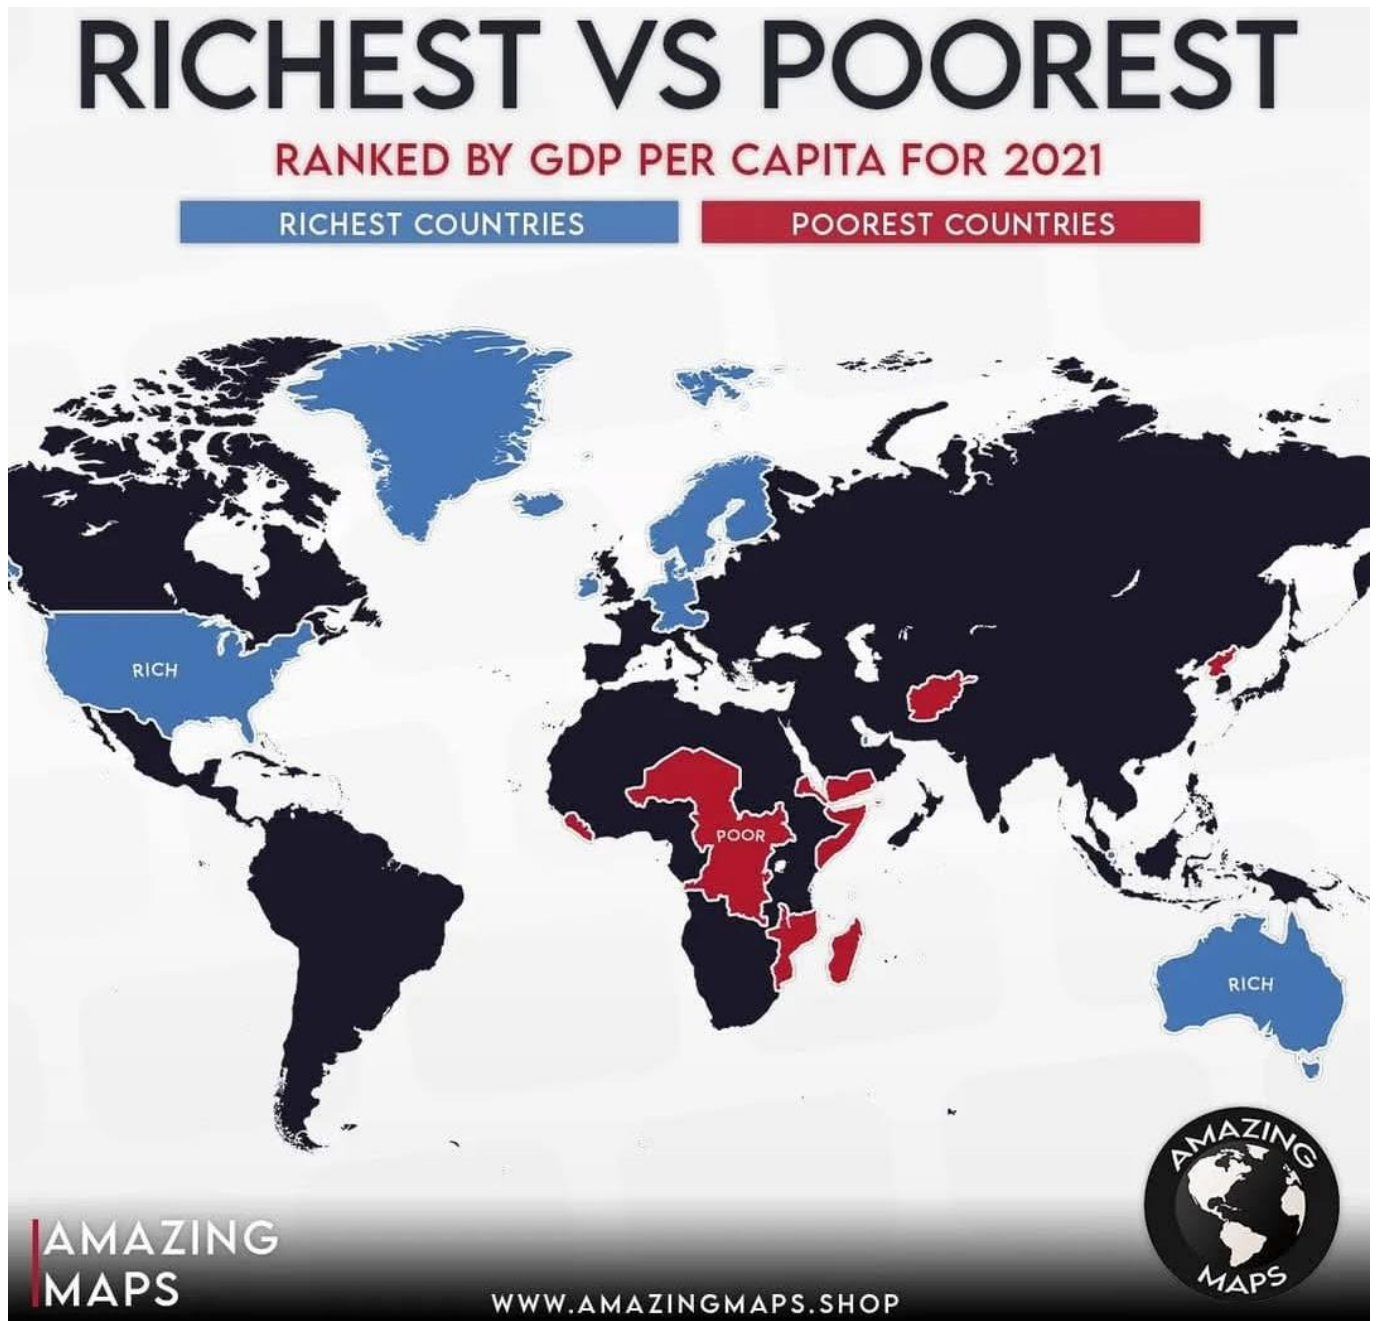 RICHEST VS POOREST
RANKED BY GDP PER CAPITA FOR 2021
RICHEST COUNTRIES
POOREST COUNTRIES
RICH
POOR
RICH
AMAZING
MAPS
AMAZING
MAPS
WWW.AMAZINGMAPS.SHOP